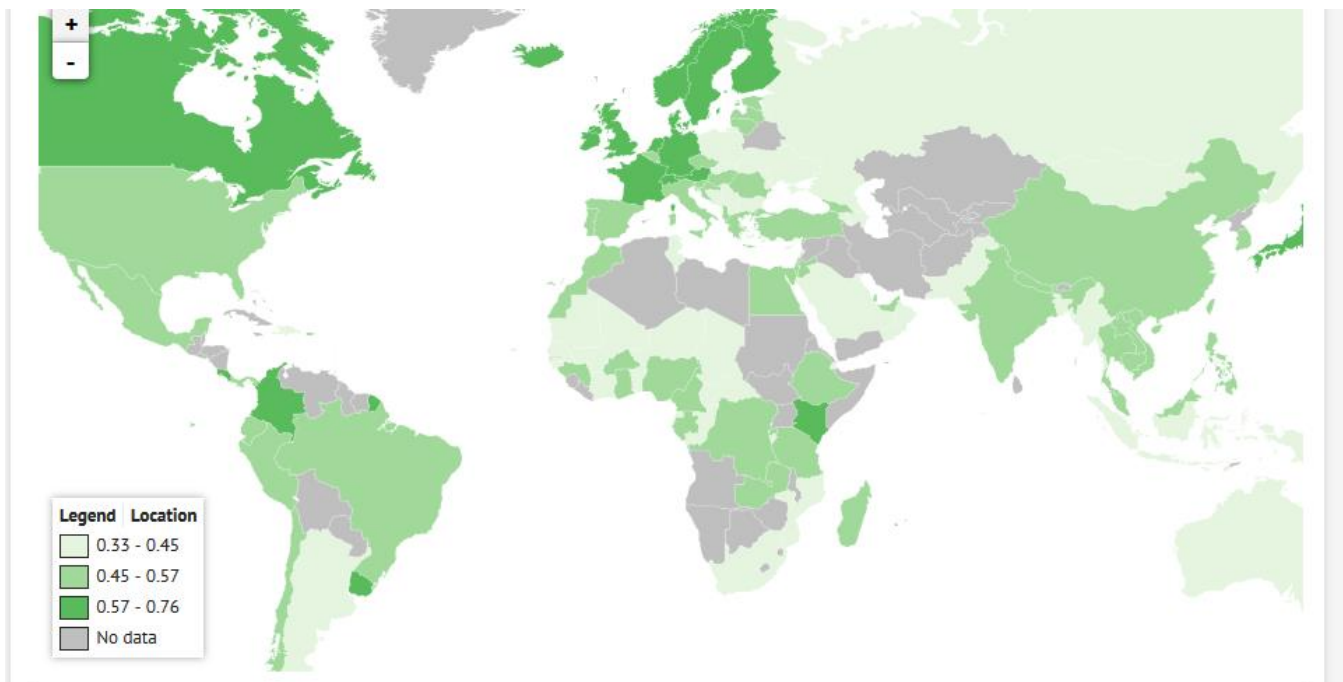 +
-
Legend Location
0.33 - 0.45
0.45 - 0.57
0.57 - 0.76
No data